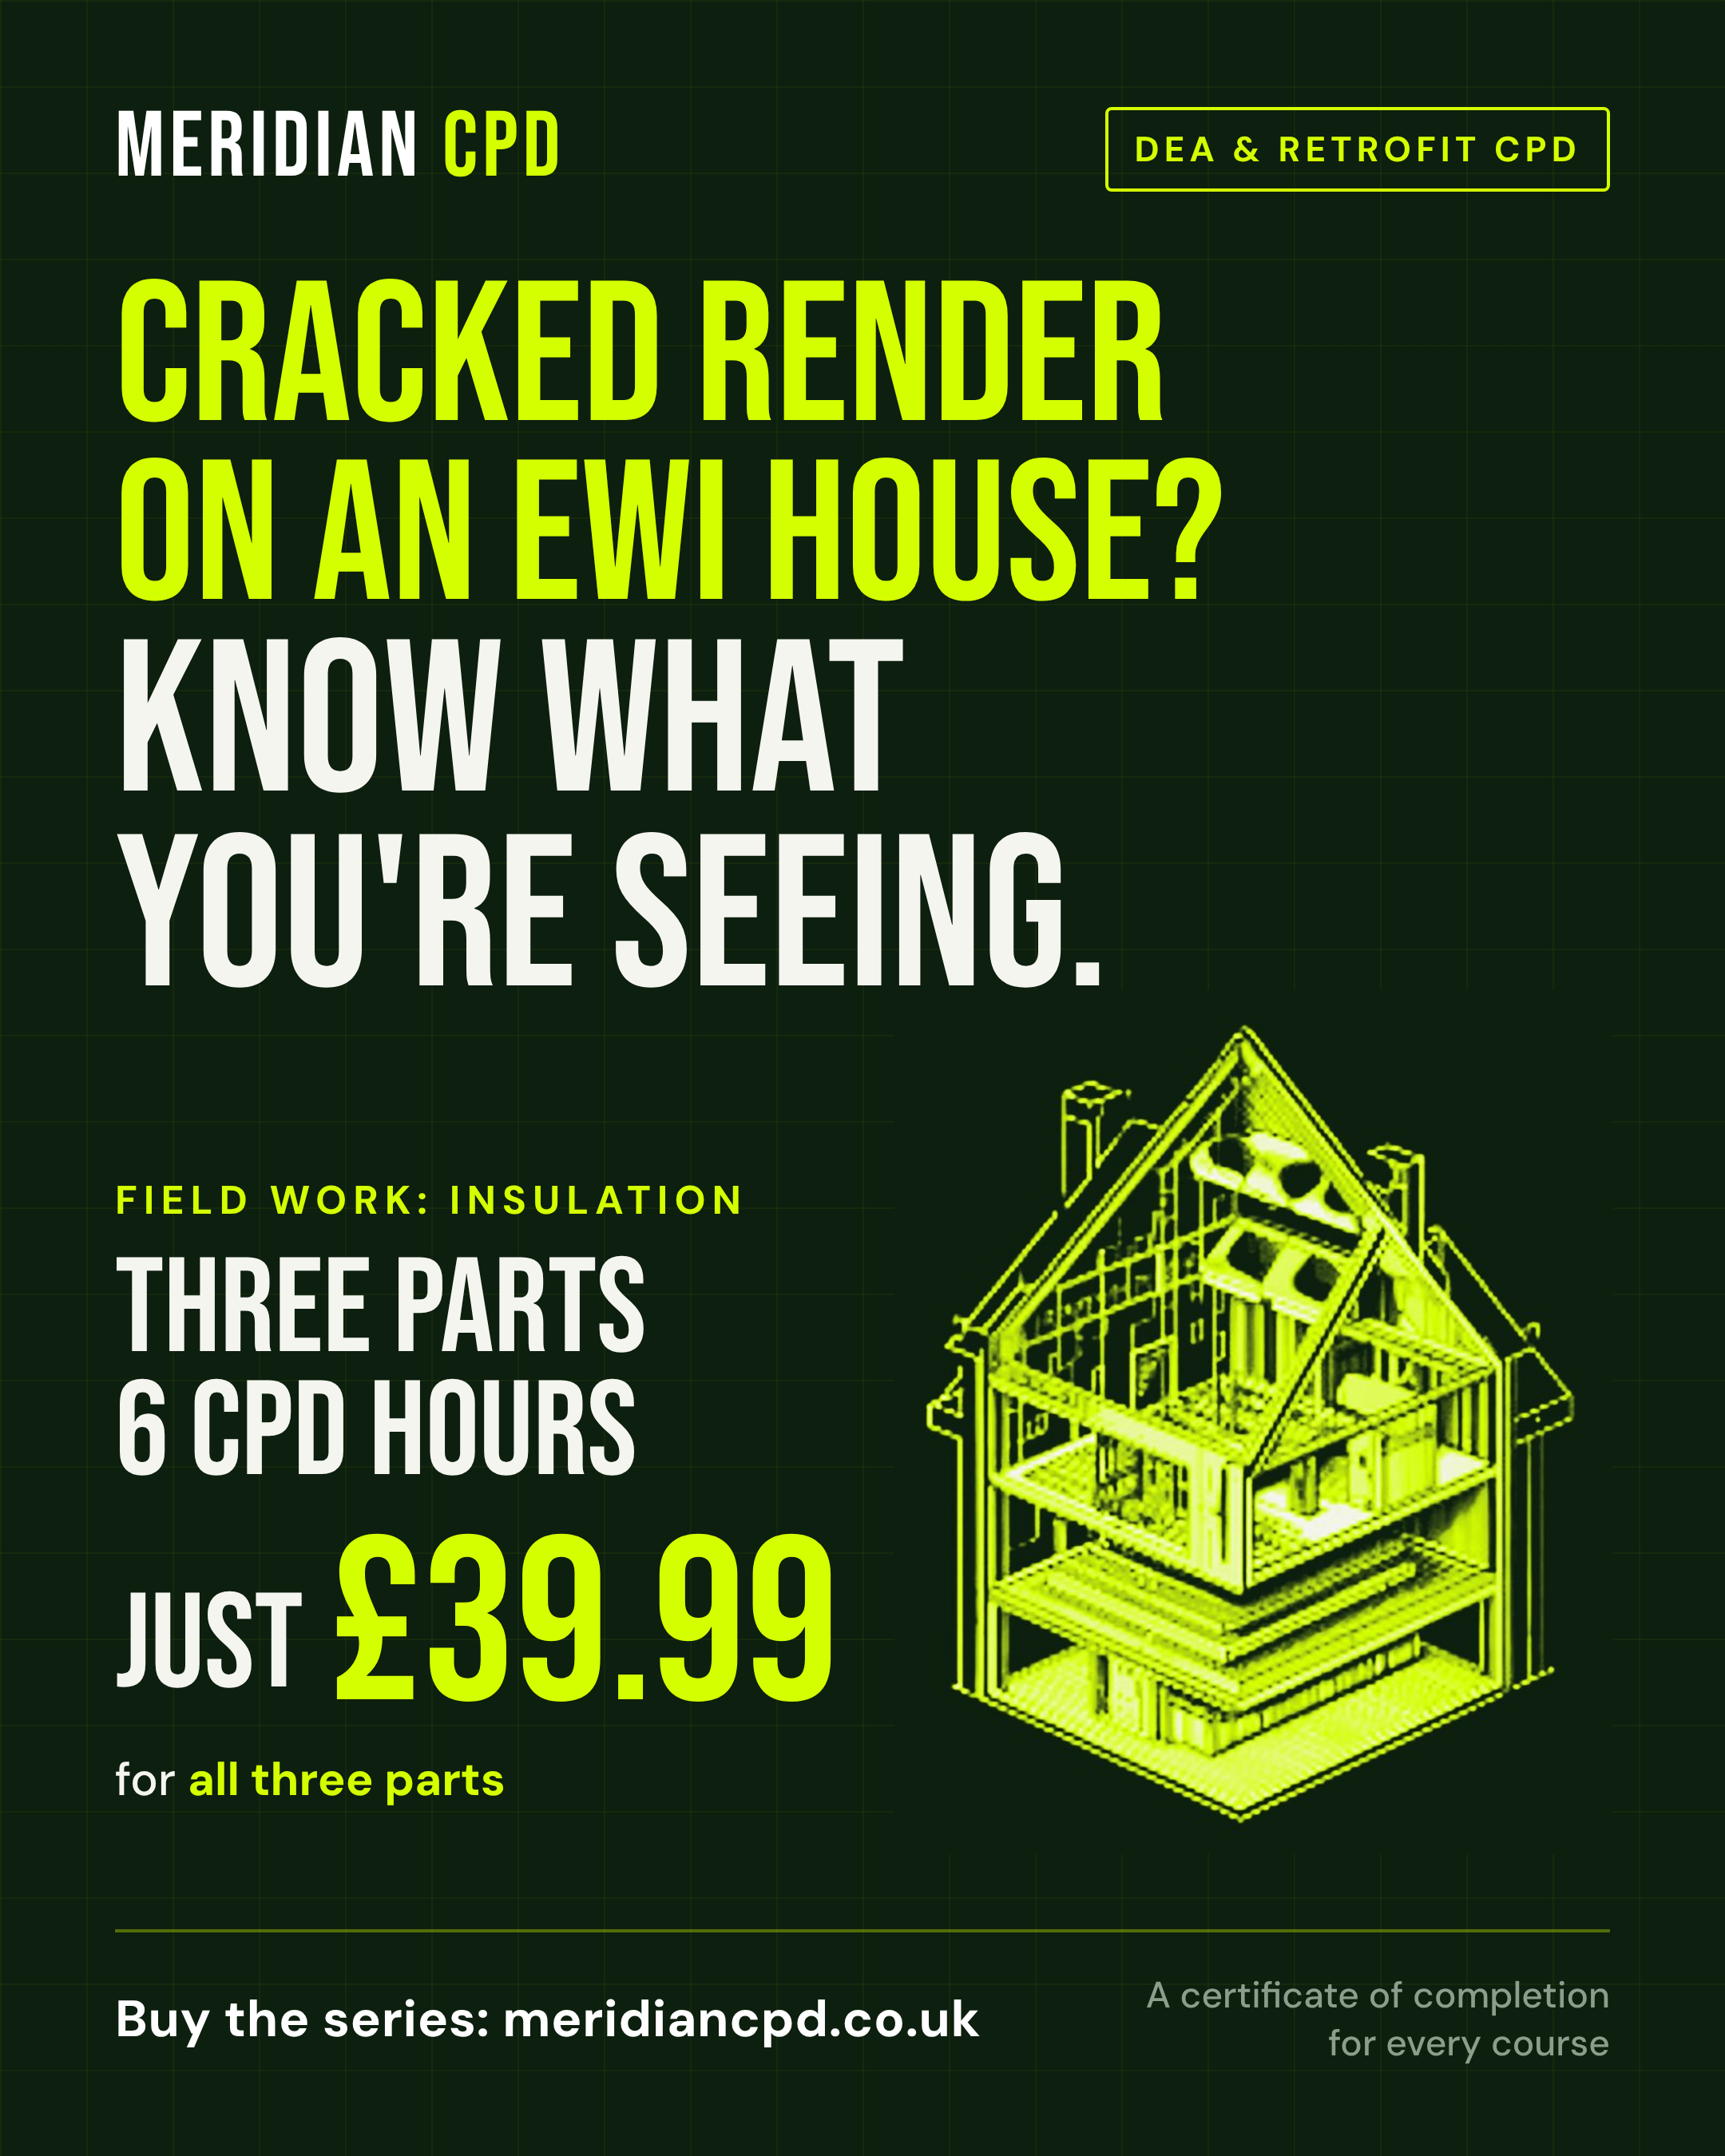 MERIDIAN CPD
DEA & RETROFIT CPD
CRACKED RENDER
ON AN EWI HOUSE?
KNOW WHAT
YOU'RE SEEING.
FIELD WORK: INSULATION
THREE PARTS
6 CPD HOURS
JUST £39.99
for all three parts
Buy the series: meridiancpd.co.uk
A certificate of completion
for every course